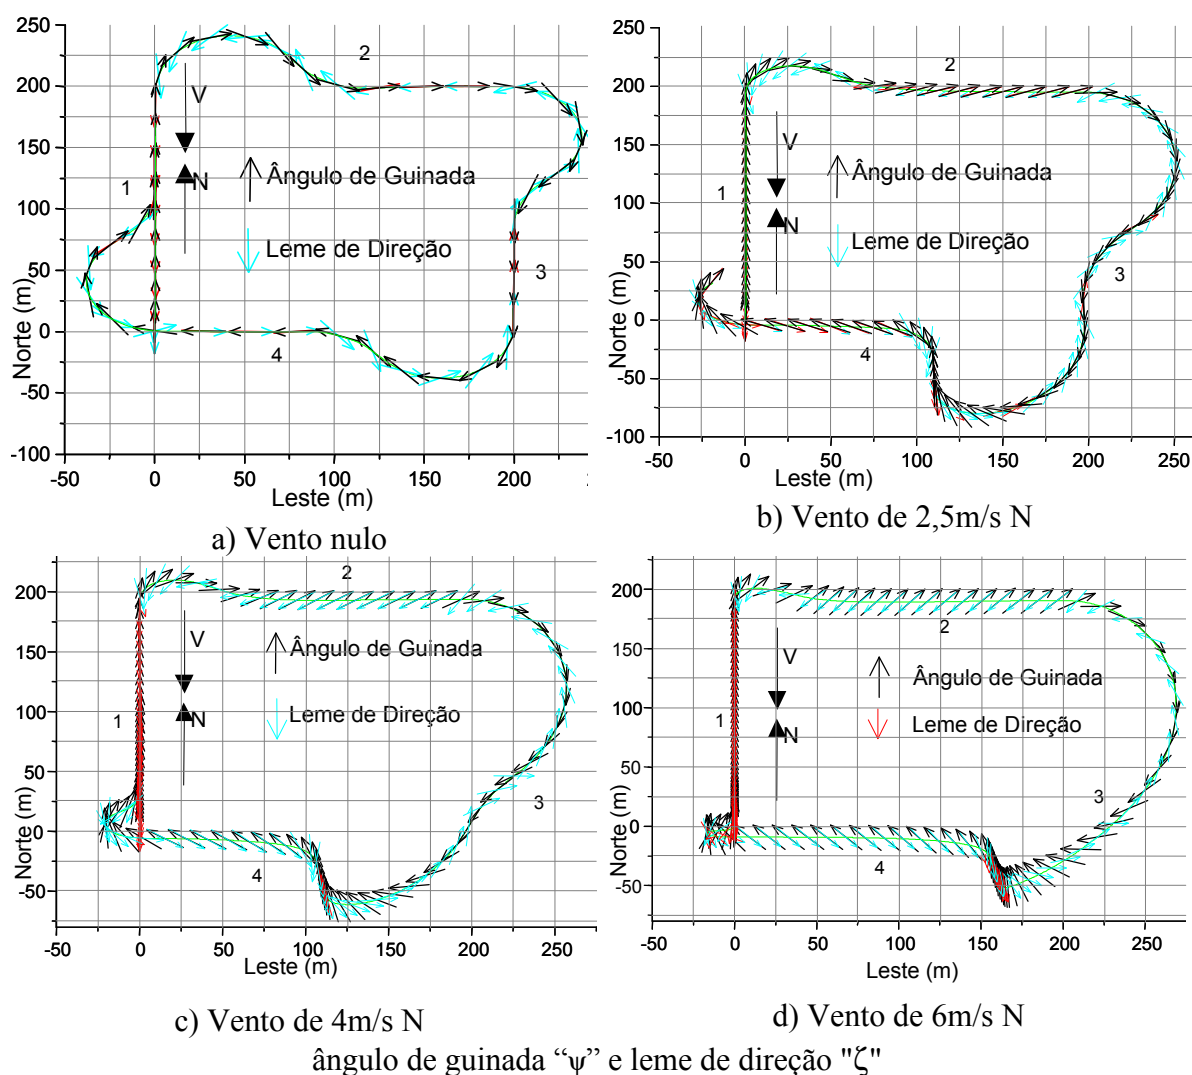 250
200
150
100
50
0
-50
-100
Norte (m)
-50 0 50 100 150 200
Leste (m)
1
2
3
4
V
N
Ângulo de Guinada
Leme de Direção
a) Vento nulo
250
200
150
100
50
0
-50
-100
Norte (m)
-50 0 50 100 150 200 250
Leste (m)
1
2
3
4
V
N
Ângulo de Guinada
Leme de Direção
b) Vento de 2,5m/s N
200
150
100
50
0
-50
Norte (m)
-50 0 50 100 150 200 250
Leste (m)
1
2
3
4
V
N
Ângulo de Guinada
Leme de Direção
c) Vento de 4m/s N
200
150
100
50
0
-50
Norte (m)
-50 0 50 100 150 200 250
Leste (m)
1
2
3
4
V
N
Ângulo de Guinada
Leme de Direção
d) Vento de 6m/s N
ângulo de guinada “ψ” e leme de direção "ζ"